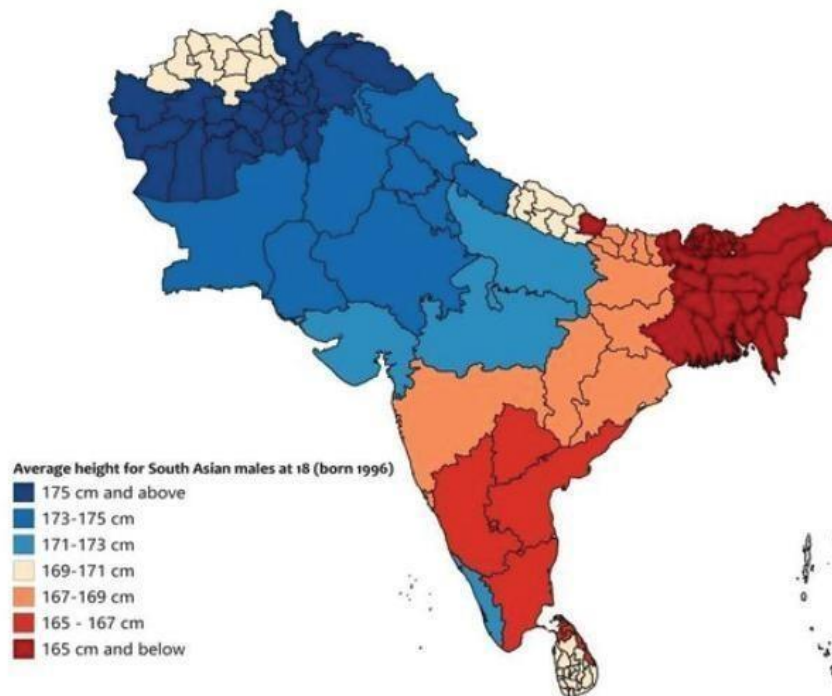 Average height for South Asian males at 18 (born 1996)
175 cm and above
173-175 cm
171-173 cm
169-171 cm
167-169 cm
165 - 167 cm
165 cm and below